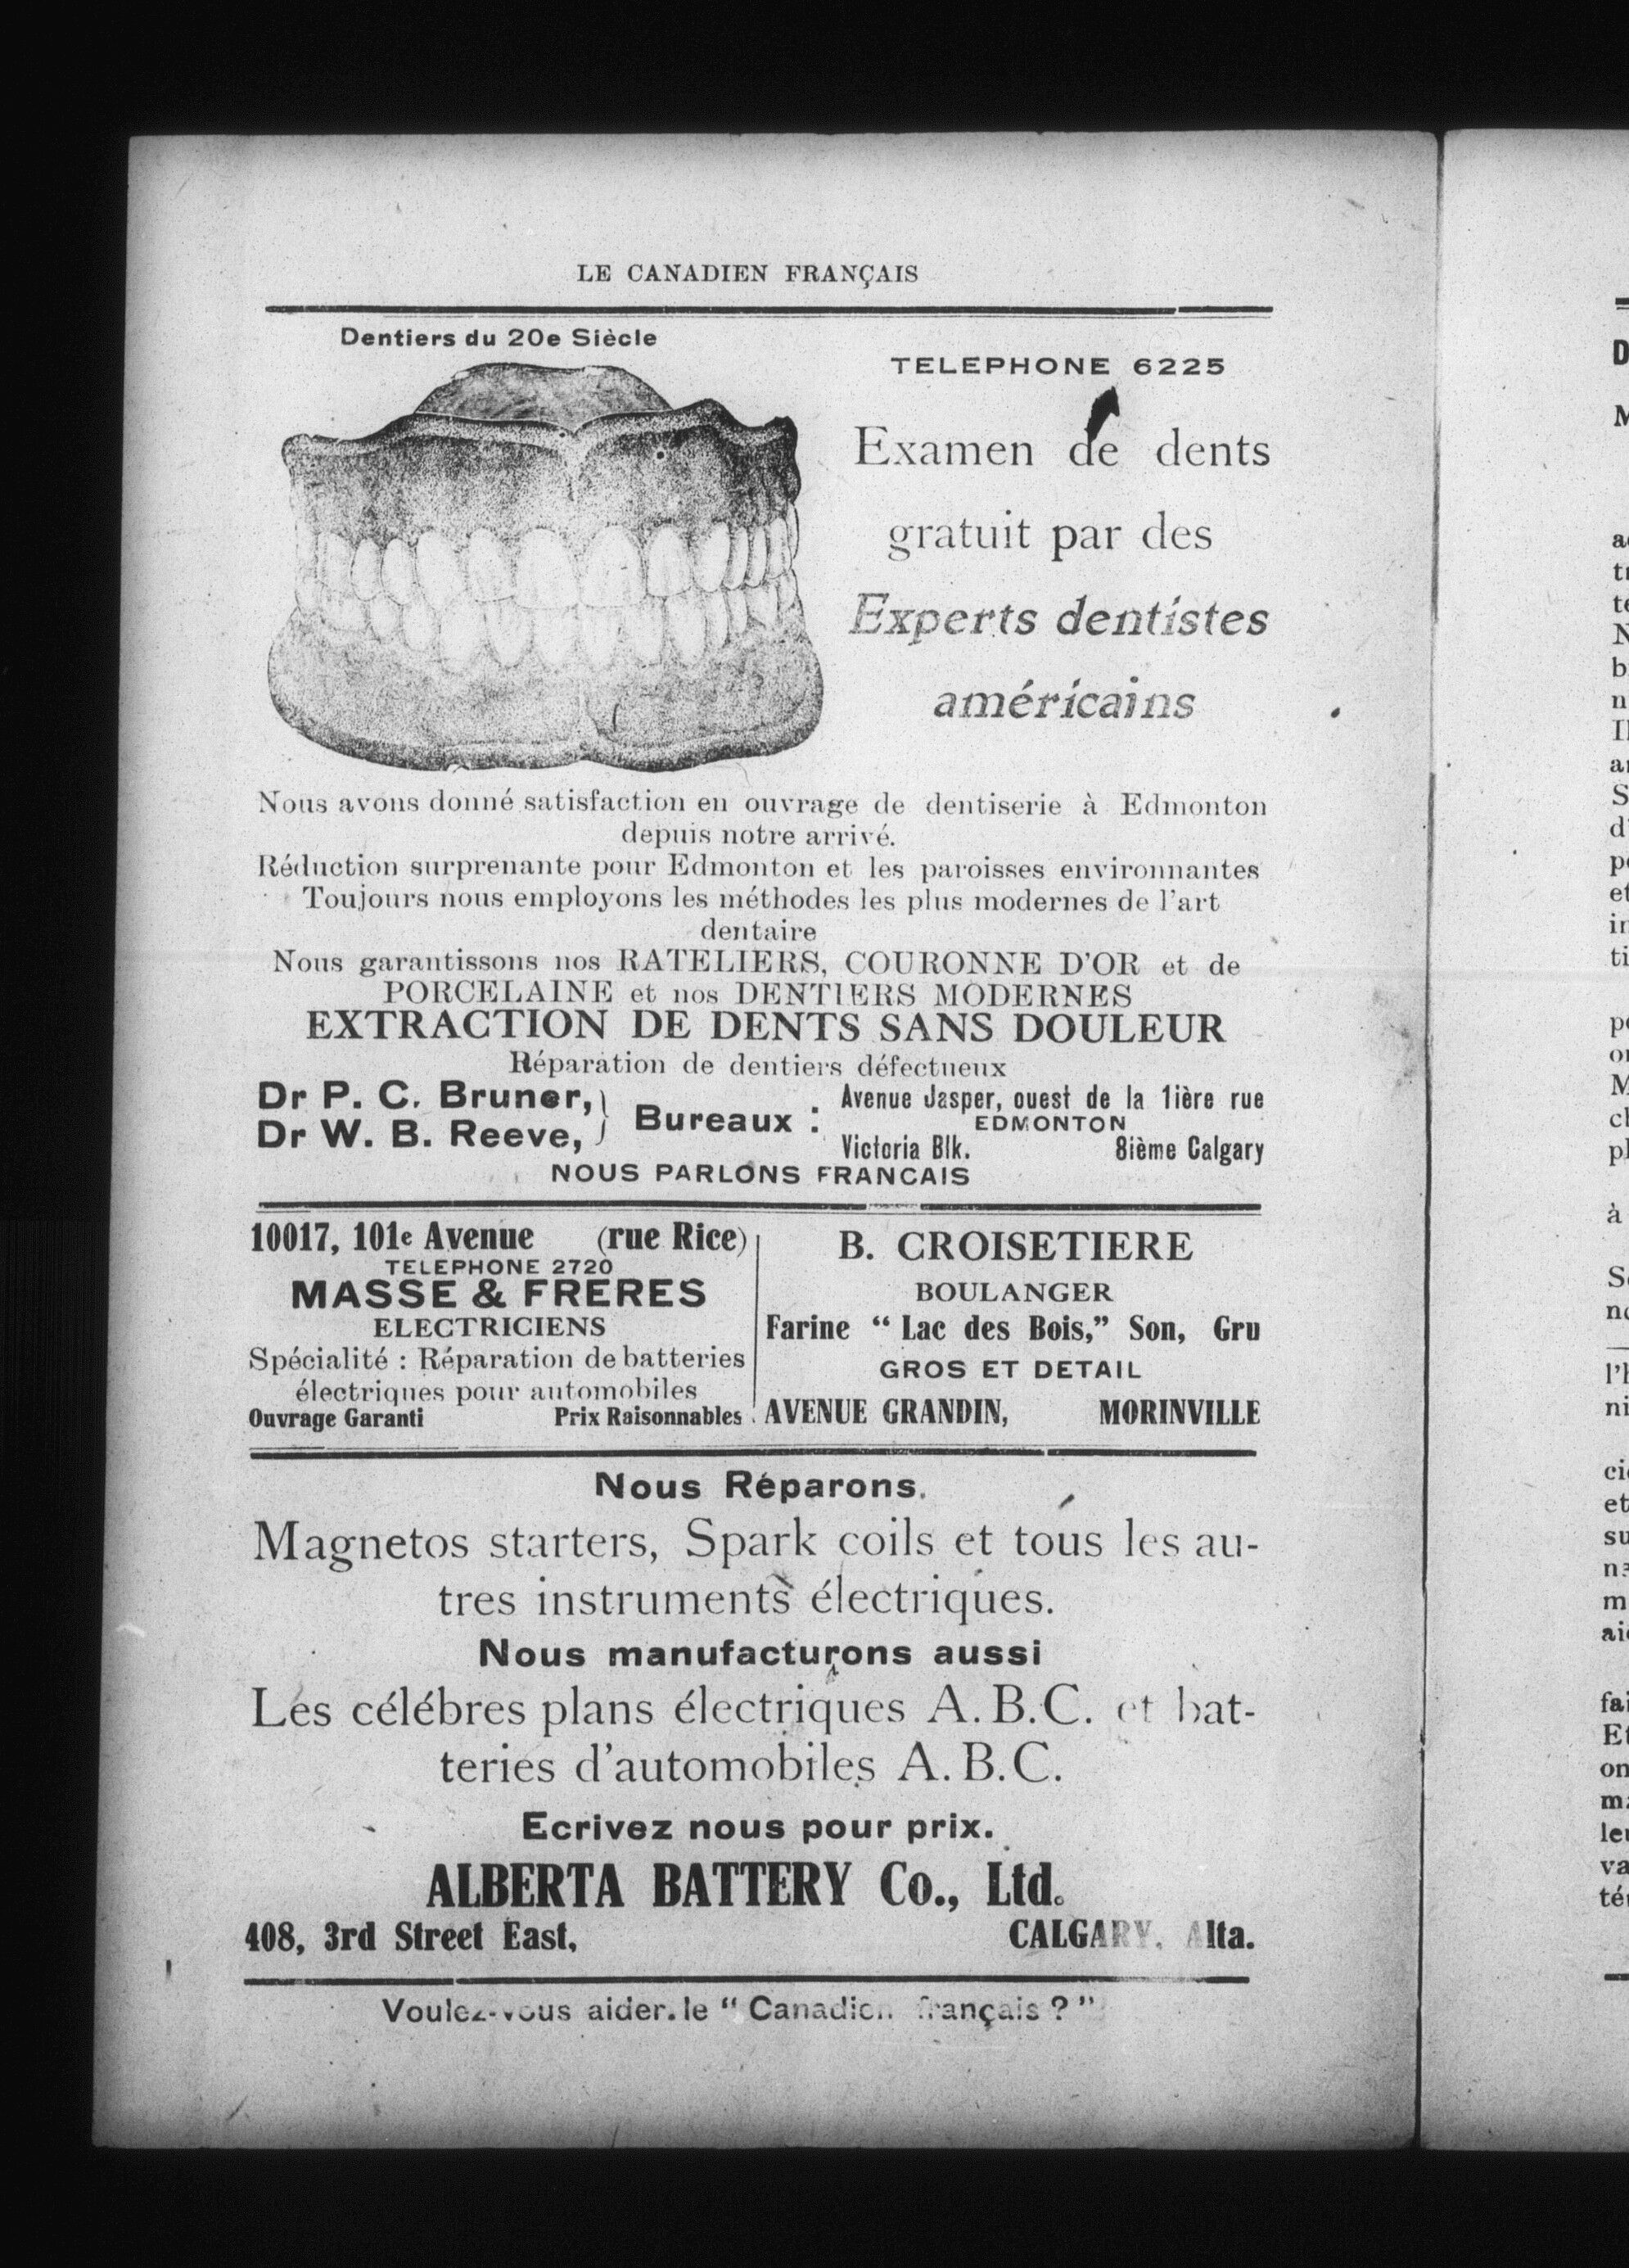 LE CANADIEN FRANÇAIS
Dentiers du 20e Siècle
TELEPHONE 6225
Examen de dents
gratuit par des
Experts dentistes
américains
Nous avons donné satisfaction en ouvrage de dentiserie à Edmonton
depuis notre arrivé.
Réduction surprenante pour Edmonton et les paroisses environnantes
Toujours nous employons les méthodes les plus modernes de l'art
dentaire
Nous garantissons nos RATELIERS, COURONNE D'OR et de
PORCELAINE et nos DENTIERS MODERNES
EXTRACTION DE DENTS SANS DOULEUR
Réparation de dentiers défectueux
Dr P. C. Bruner,
Dr W. B. Reeve,
Bureaux :
Avenue Jasper, ouest de la 1ière rue
EDMONTON
Victoria Blk. 8ième Calgary
NOUS PARLONS FRANCAIS
10017, 101e Avenue (rue Rice)
TELEPHONE 2720
MASSE & FRERES
ELECTRICIENS
Spécialité : Réparation de batteries
électriques pour automobiles
Ouvrage Garanti Prix Raisonnables
B. CROISETIERE
BOULANGER
Farine “ Lac des Bois,” Son, Gru
GROS ET DETAIL
AVENUE GRANDIN, MORINVILLE
Nous Réparons.
Magnetos starters, Spark coils et tous les au-
tres instruments électriques.
Nous manufacturons aussi
Les célébres plans électriques A.B.C. et bat-
teries d'automobiles A.B.C.
Ecrivez nous pour prix.
ALBERTA BATTERY Co., Ltd.
408, 3rd Street East, CALGARY, Alta.
Voulez-vous aider le “ Canadien français ? ”